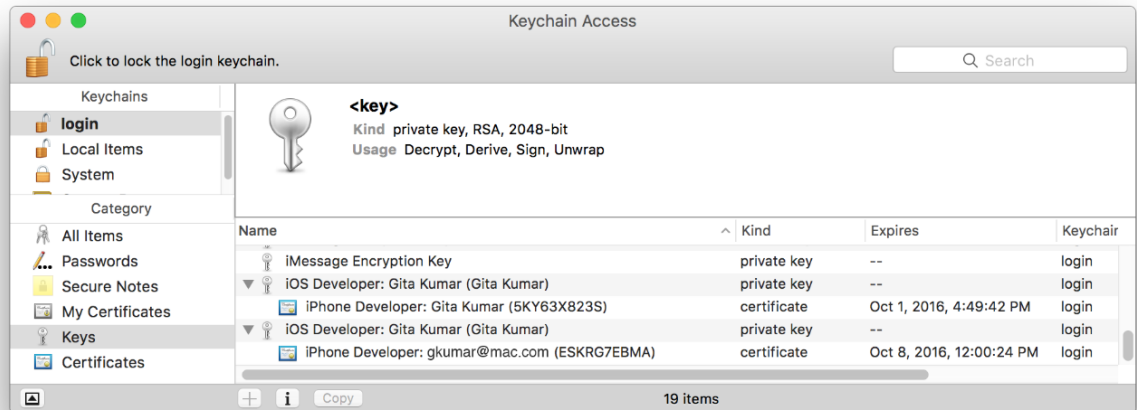 Keychain Access
Click to lock the login keychain.
Search
Keychains
login
Local Items
System
Category
All Items
Passwords
Secure Notes
My Certificates
Keys
Certificates
<key>
Kind private key, RSA, 2048-bit
Usage Decrypt, Derive, Sign, Unwrap
Name Kind Expires Keychair
iMessage Encryption Key private key -- login
iOS Developer: Gita Kumar (Gita Kumar) private key -- login
iPhone Developer: Gita Kumar (5KY63X823S) certificate Oct 1, 2016, 4:49:42 PM login
iOS Developer: Gita Kumar (Gita Kumar) private key -- login
iPhone Developer: gkumar@mac.com (ESKRG7EBMA) certificate Oct 8, 2016, 12:00:24 PM login
Copy
19 items